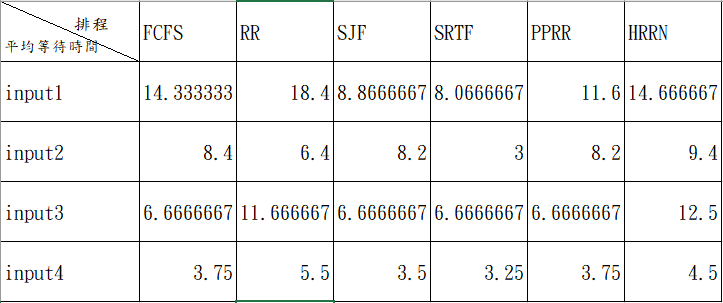 排程
平均等待時間
FCFS RR SJF SRTF PPRR HRRN
input1 14.333333 18.4 8.8666667 8.0666667 11.6 14.666667
input2 8.4 6.4 8.2 3 8.2 9.4
input3 6.6666667 11.666667 6.6666667 6.6666667 6.6666667 12.5
input4 3.75 5.5 3.5 3.25 3.75 4.5